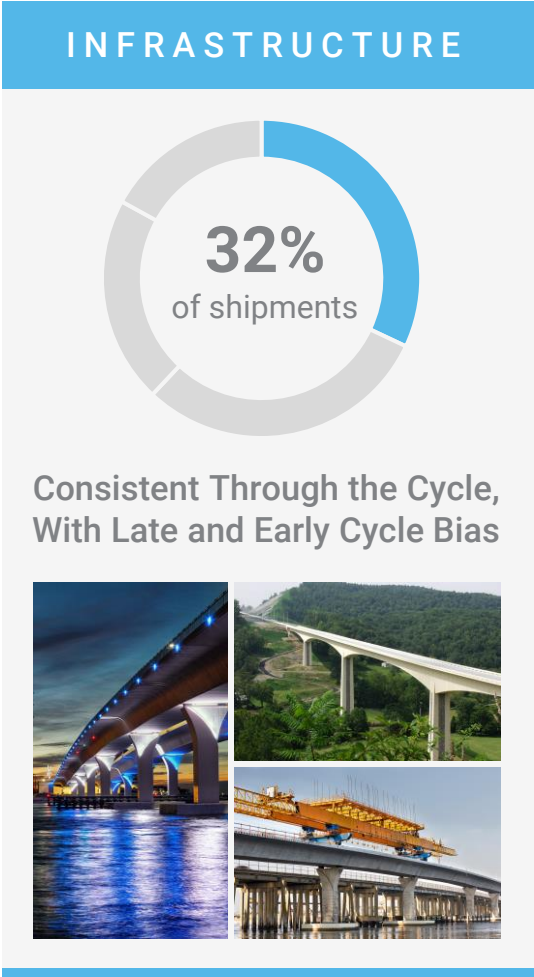 INFRASTRUCTURE
32%
of shipments
Consistent Through the Cycle,
With Late and Early Cycle Bias